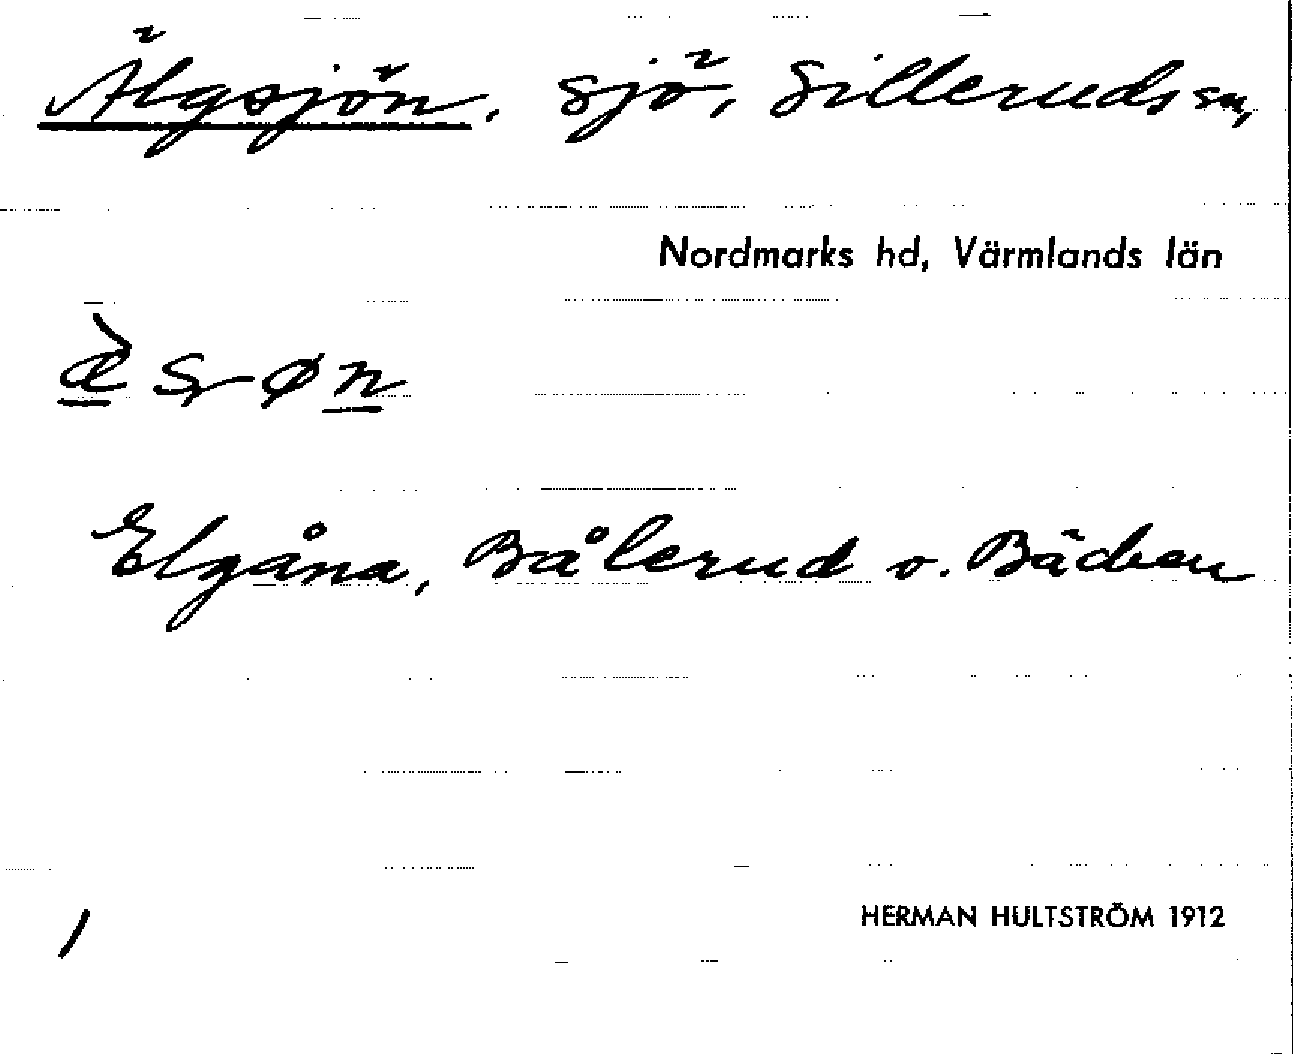 Älgsjön, sjö, Silleruds sn,
Nordmarks hd, Värmlands län
Elgåna, Bålerud o. Bäcken
HERMAN HULTSTRÖM 1912